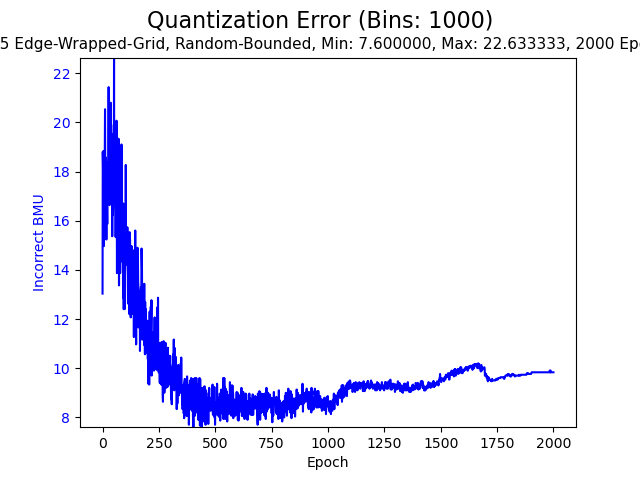 Quantization Error (Bins: 1000)
5 Edge-Wrapped-Grid, Random-Bounded, Min: 7.600000, Max: 22.633333, 2000 Ep
22
20
18
16
14
12
10
8
Incorrect BMU
0 250 500 750 1000 1250 1500 1750 2000
Epoch